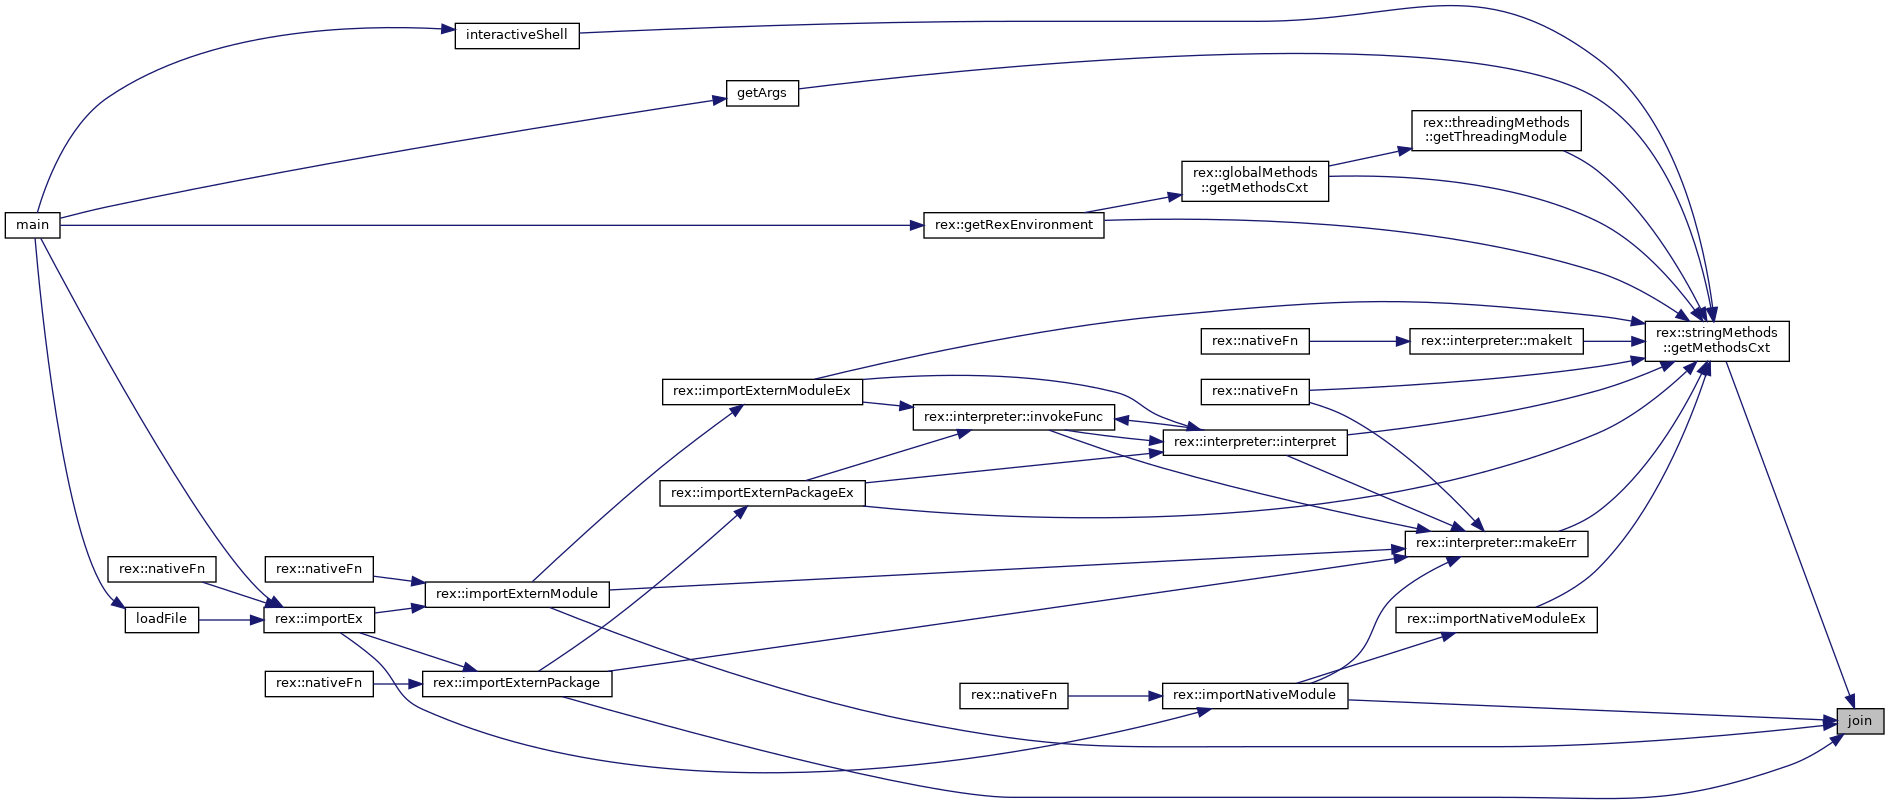 interactiveShell
getArgs
rex::threadingMethods
::getThreadingModule
rex::globalMethods
::getMethodsCxt
main
rex::getRexEnvironment
rex::stringMethods
::getMethodsCxt
rex::nativeFn
rex::interpreter::makeIt
rex::importExternModuleEx
rex::nativeFn
rex::interpreter::invokeFunc
rex::interpreter::interpret
rex::importExternPackageEx
rex::interpreter::makeErr
rex::nativeFn
rex::nativeFn
rex::importExternModule
loadFile
rex::importEx
rex::importNativeModuleEx
rex::nativeFn
rex::importExternPackage
rex::nativeFn
rex::importNativeModule
join